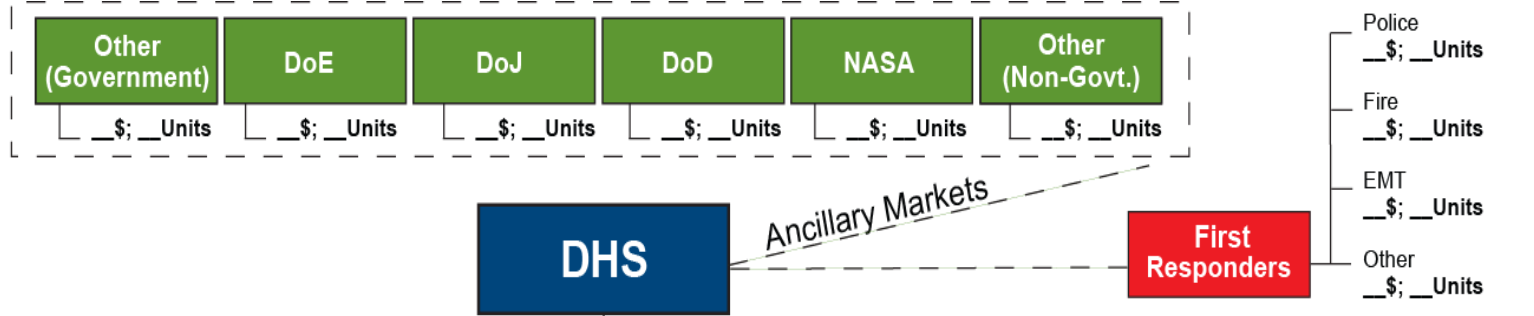 Other
(Government)
DoE
DoJ
DoD
NASA
Other
(Non-Govt.)
__$; __Units
__$; __Units
__$; __Units
__$; __Units
__$; __Units
__$; __Units
Police
__$; __Units
Fire
__$; __Units
EMT
__$; __Units
Other
__$; __Units
Ancillary Markets
DHS
First
Responders